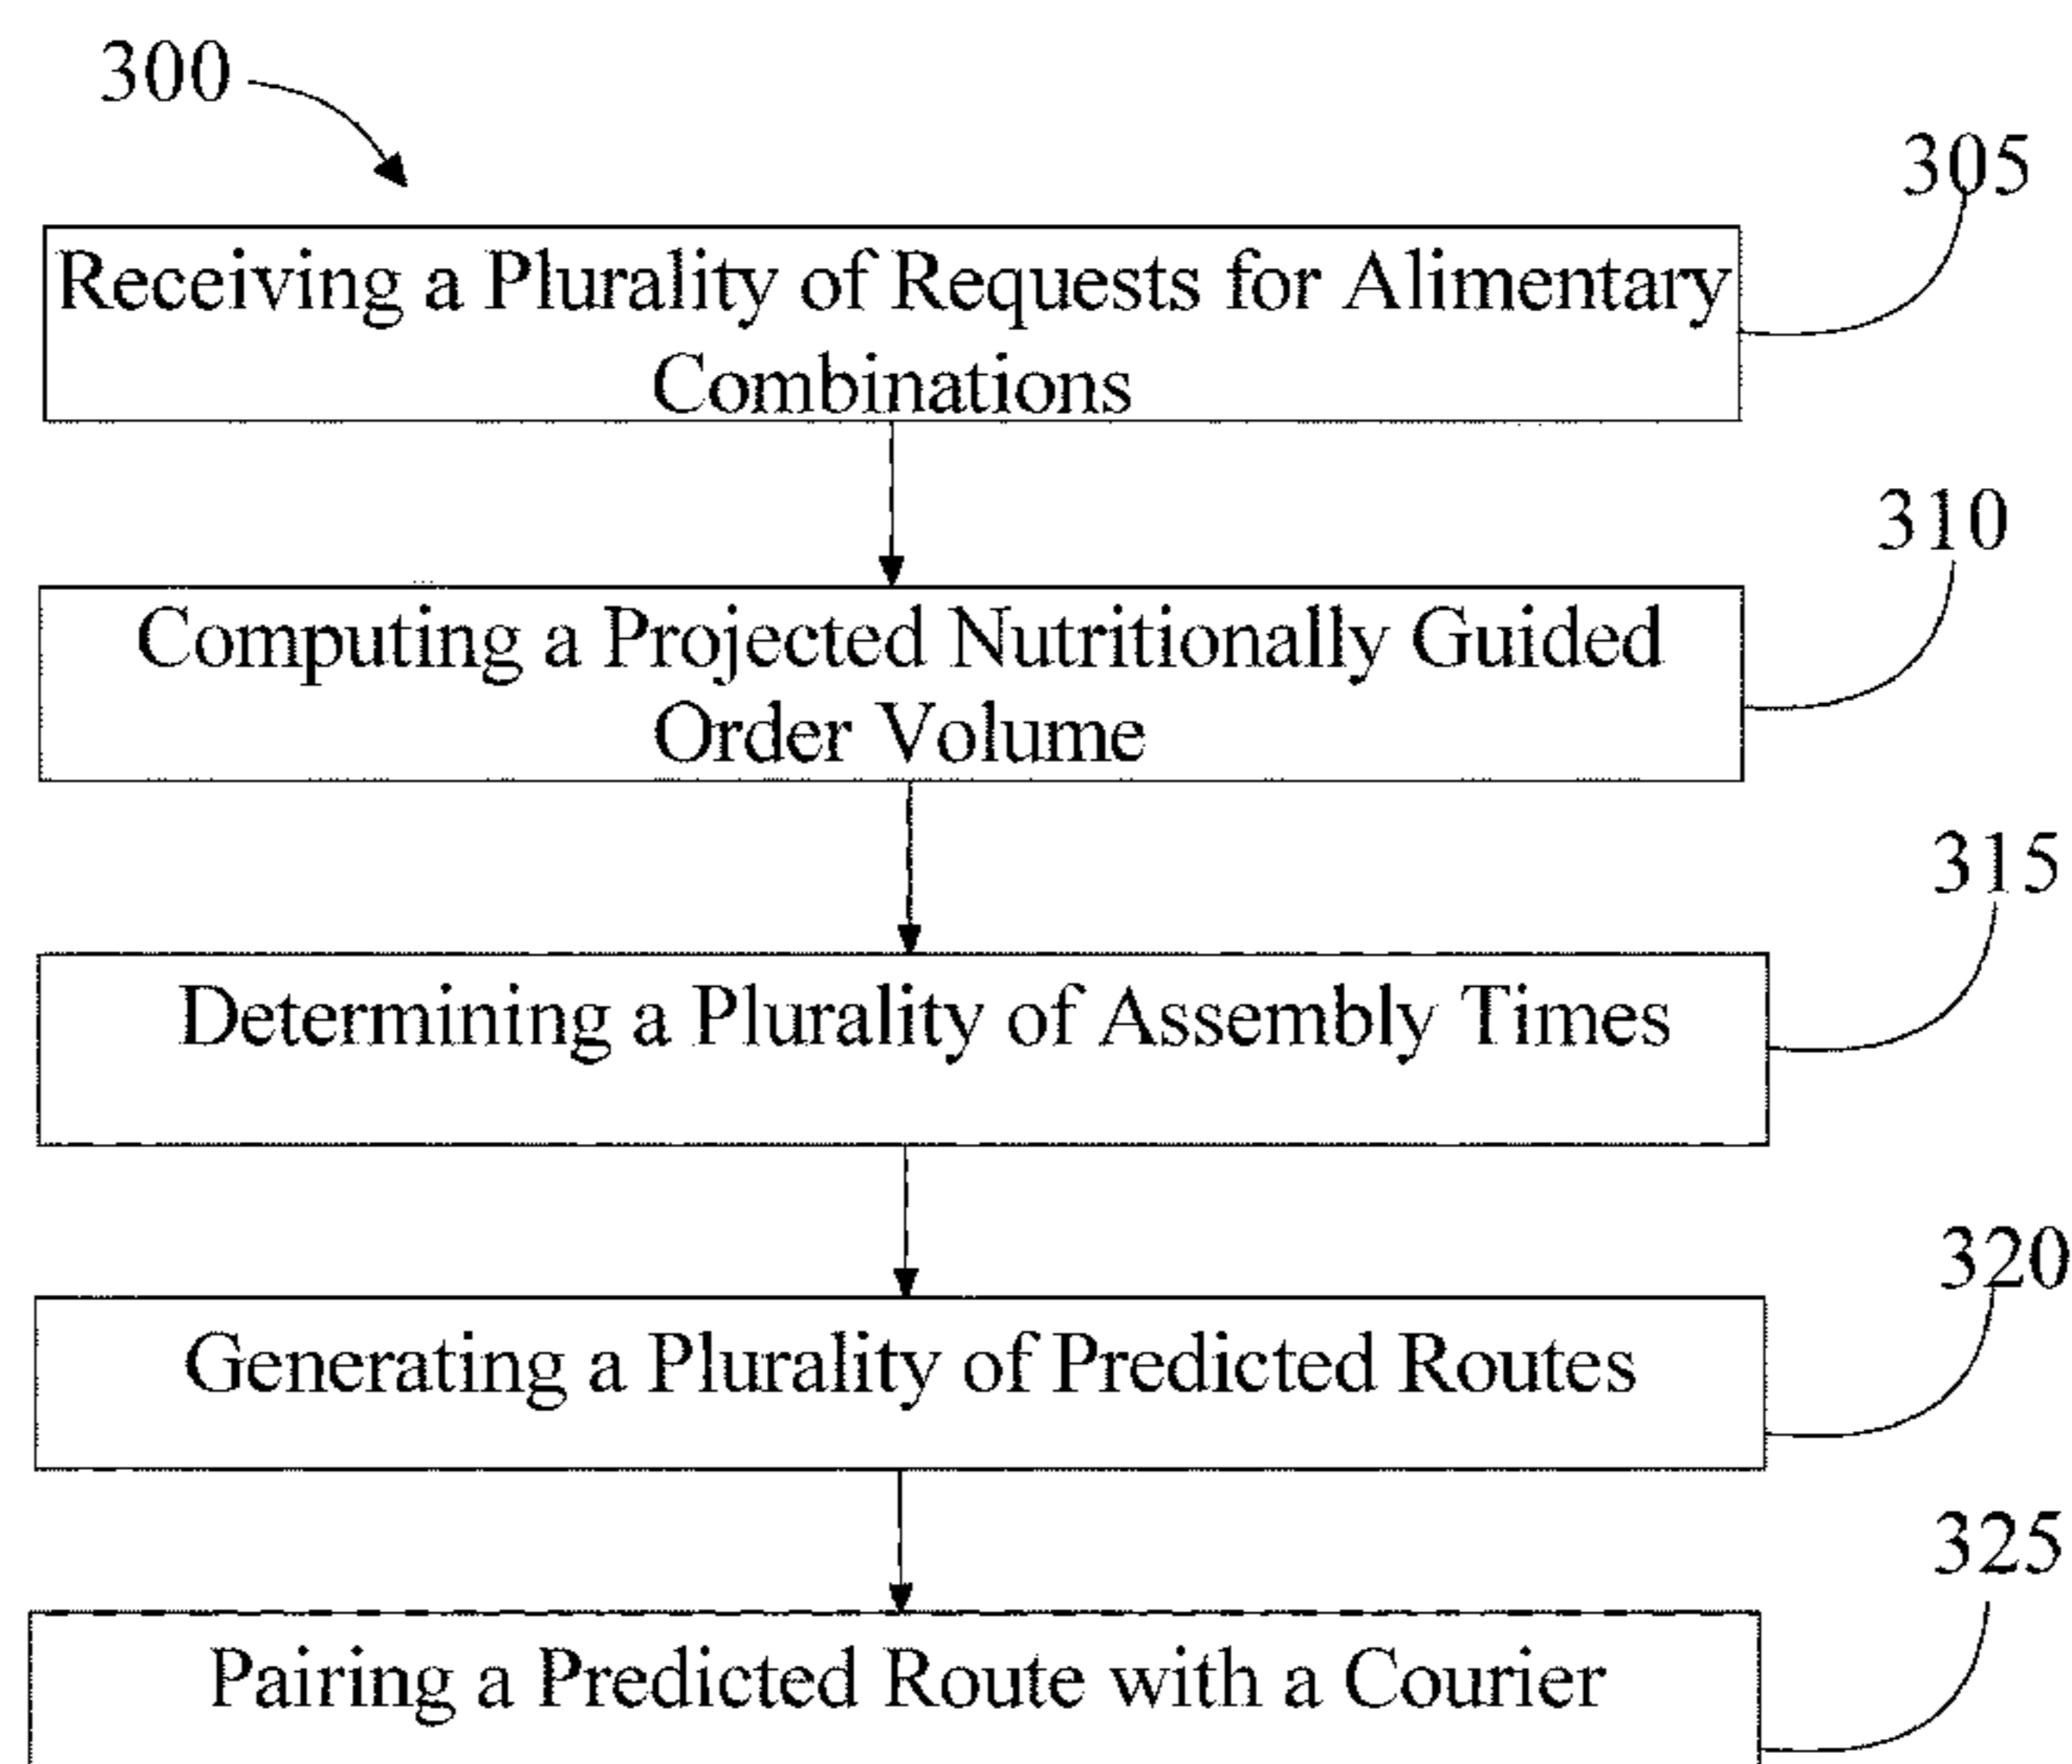 300
305
Receiving a Plurality of Requests for Alimentary
Combinations
310
Computing a Projected Nutritionally Guided
Order Volume
315
Determining a Plurality of Assembly Times
320
Generating a Plurality of Predicted Routes
325
Pairing a Predicted Route with a Courier